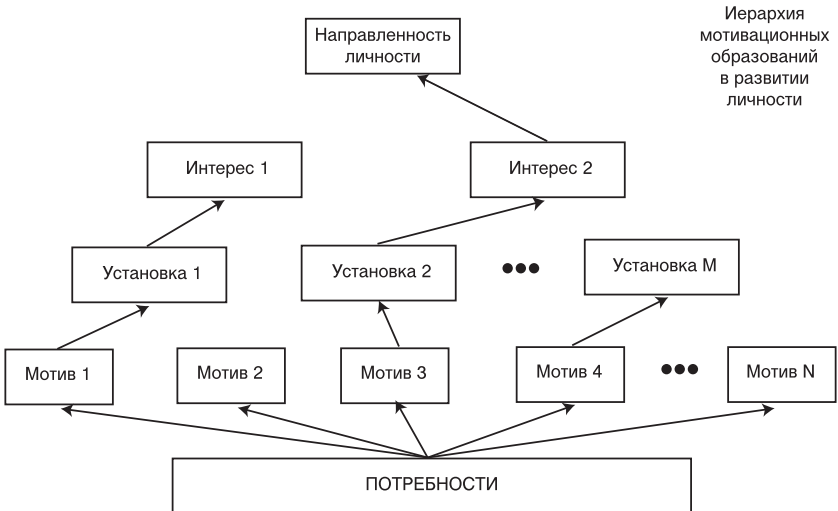 Иерархия
мотивационных
образований
в развитии
личности
Направленность
личности
Интерес 1
Интерес 2
Установка 1
Установка 2
Установка М
Мотив 1
Мотив 2
Мотив 3
Мотив 4
Мотив N
ПОТРЕБНОСТИ